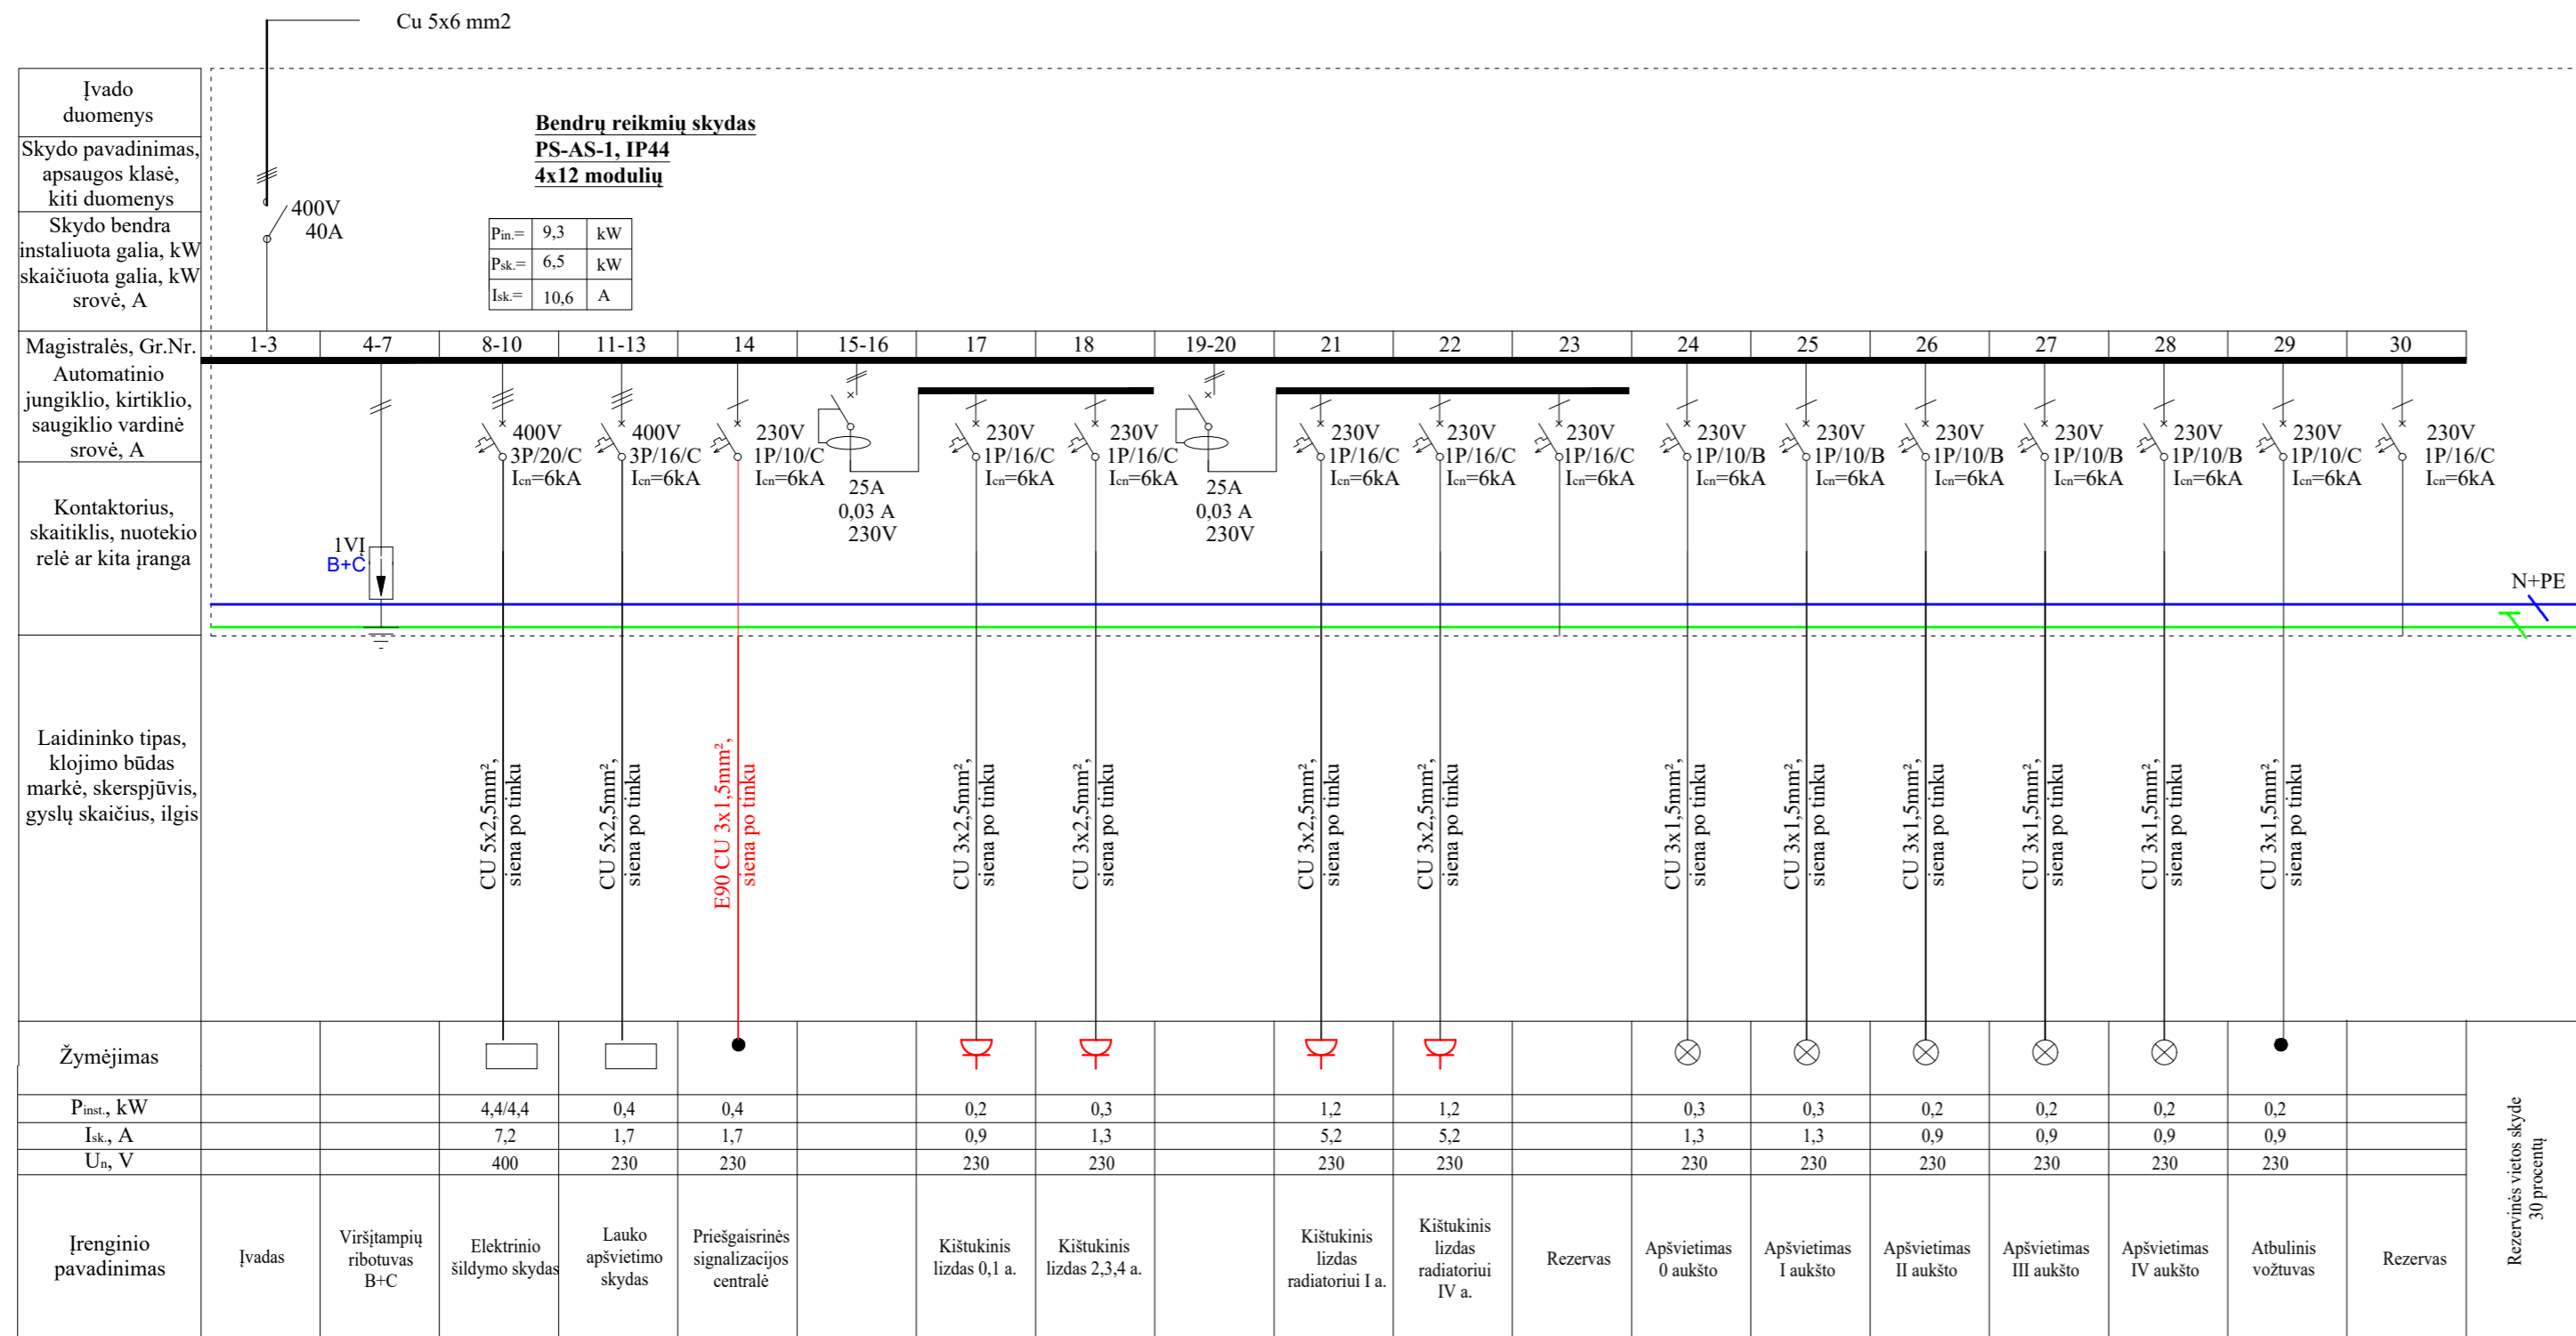 Cu 5x6 mm2
Įvado
duomenys
Skydo pavadinimas,
apsaugos klasė,
kiti duomenys
Skydo bendra
instaliuota galia, kW
skaičiuota galia, kW
srovė, A
Bendrų reikmių skydas
PS-AS-1, IP44
4x12 modulių
400V
40A
Pin.= 9,3 kW
Psk.= 6,5 kW
Isk.= 10,6 A
Magistralės, Gr.Nr. 1-3 4-7 8-10 11-13 14 15-16 17 18 19-20 21 22 23 24 25 26 27 28 29 30
Automatinio
jungiklio, kirtiklio,
saugiklio vardinė
srovė, A
400V 400V 230V 230V 230V 230V 230V 230V 230V 230V 230V 230V 230V 230V 230V
3P/20/C 3P/16/C 1P/10/C 1P/16/C 1P/16/C 1P/16/C 1P/16/C 1P/16/C 1P/10/B 1P/10/B 1P/10/B 1P/10/B 1P/10/B 1P/10/C 1P/16/C
Icn=6kA Icn=6kA Icn=6kA Icn=6kA Icn=6kA Icn=6kA Icn=6kA Icn=6kA Icn=6kA Icn=6kA Icn=6kA Icn=6kA Icn=6kA Icn=6kA Icn=6kA
25A 25A
0,03 A 0,03 A
230V 230V
Kontaktorius,
skaitiklis, nuotekio
relė ar kita įranga
1VĮ
B+C
N+PE
Laidininko tipas,
klojimo būdas
markė, skerspjūvis,
gyslų skaičius, ilgis
CU 5x2,5mm²,
siena po tinku
CU 5x2,5mm²,
siena po tinku
E90 CU 3x1,5mm²,
siena po tinku
CU 3x2,5mm²,
siena po tinku
CU 3x2,5mm²,
siena po tinku
CU 3x2,5mm²,
siena po tinku
CU 3x2,5mm²,
siena po tinku
CU 3x1,5mm²,
siena po tinku
CU 3x1,5mm²,
siena po tinku
CU 3x1,5mm²,
siena po tinku
CU 3x1,5mm²,
siena po tinku
CU 3x1,5mm²,
siena po tinku
CU 3x1,5mm²,
siena po tinku
Žymėjimas
Pinst., kW 4,4/4,4 0,4 0,4 0,2 0,3 1,2 1,2 0,3 0,3 0,2 0,2 0,2 0,2
Isk., A 7,2 1,7 1,7 0,9 1,3 5,2 5,2 1,3 1,3 0,9 0,9 0,9 0,9
Un, V 400 230 230 230 230 230 230 230 230 230 230 230 230
Įrenginio
pavadinimas
Įvadas
Viršįtampių
ribotuvas
B+C
Elektrinio
šildymo skydas
Lauko
apšvietimo
skydas
Priešgaisrinės
signalizacijos
centralė
Kištukinis
lizdas 0,1 a.
Kištukinis
lizdas 2,3,4 a.
Kištukinis
lizdas
radiatoriui I a.
Kištukinis
lizdas
radiatoriui
IV a.
Rezervas
Apšvietimas
0 aukšto
Apšvietimas
I aukšto
Apšvietimas
II aukšto
Apšvietimas
III aukšto
Apšvietimas
IV aukšto
Atbulinis
vožtuvas
Rezervas
Rezervinės vietos skyde
30 procentų